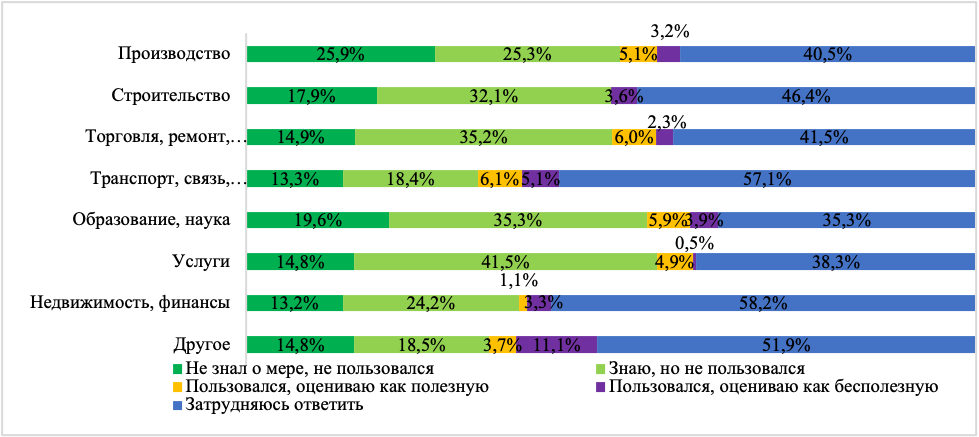 3,2%
Производство 25,9% 25,3% 5,1% 40,5%
Строительство 17,9% 32,1% 3,6% 46,4%
2,3%
Торговля, ремонт,… 14,9% 35,2% 6,0% 41,5%
Транспорт, связь,… 13,3% 18,4% 6,1% 5,1% 57,1%
Образование, наука 19,6% 35,3% 5,9% 3,9% 35,3%
0,5%
Услуги 14,8% 41,5% 4,9% 38,3%
1,1%
Недвижимость, финансы 13,2% 24,2% 3,3% 58,2%
Другое 14,8% 18,5% 3,7% 11,1% 51,9%
Не знал о мере, не пользовался Знаю, но не пользовался
Пользовался, оцениваю как полезную Пользовался, оцениваю как бесполезную
Затрудняюсь ответить